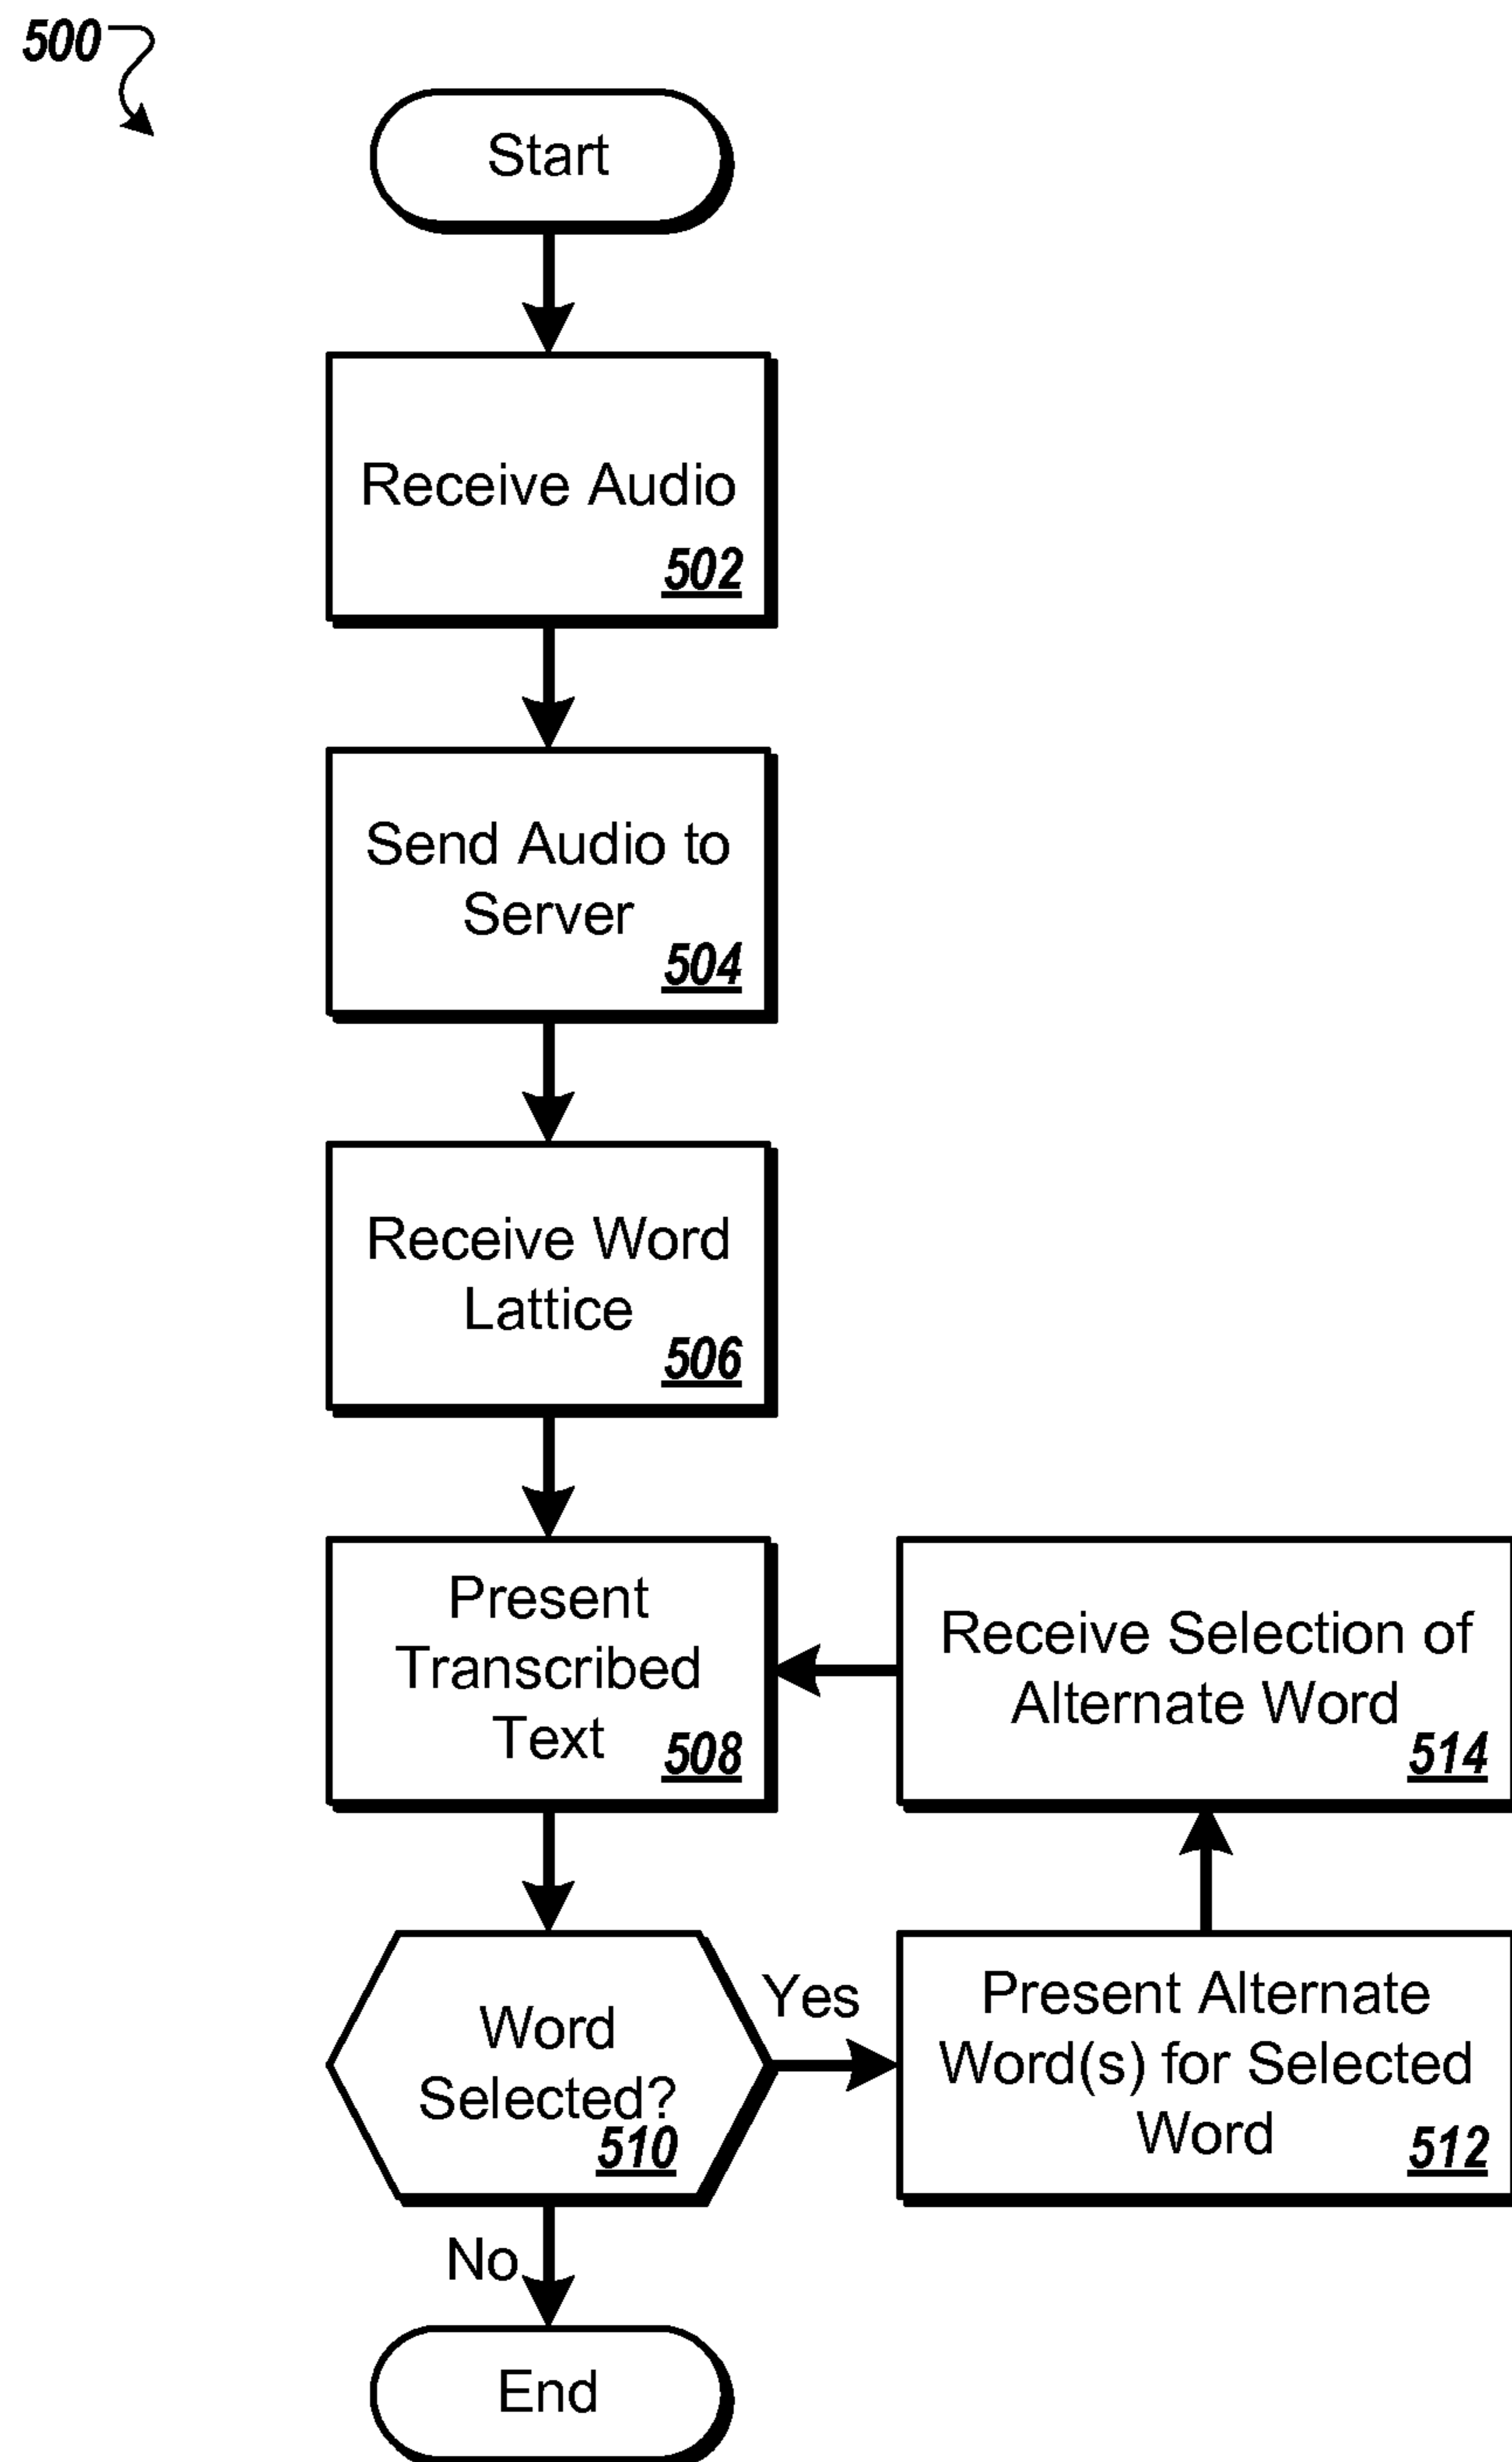 500
Start
Receive Audio
502
Send Audio to
Server
504
Receive Word
Lattice
506
Present
Transcribed
Text
508
Receive Selection of
Alternate Word
514
Word
Selected?
510
Yes
Present Alternate
Word(s) for Selected
Word
512
No
End